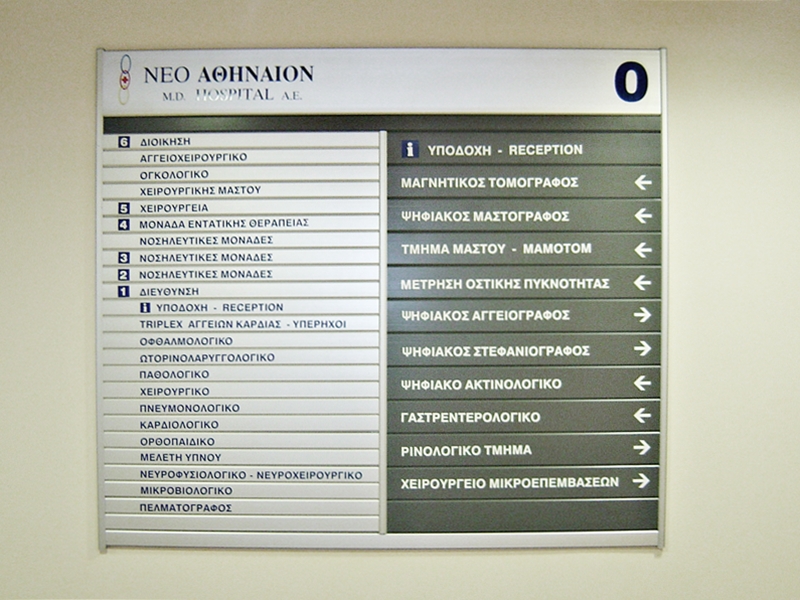 ΝΕΟ ΑΘΗΝΑΙΟΝ
M.D. HOSPITAL A.E.
0
6 ΔΙΟΙΚΗΣΗ
ΑΓΓΕΙΟΧΕΙΡΟΥΡΓΙΚΟ
ΟΓΚΟΛΟΓΙΚΟ
ΧΕΙΡΟΥΡΓΙΚΗΣ ΜΑΣΤΟΥ
5 ΧΕΙΡΟΥΡΓΕΙΑ
4 ΜΟΝΑΔΑ ΕΝΤΑΤΙΚΗΣ ΘΕΡΑΠΕΙΑΣ
ΝΟΣΗΛΕΥΤΙΚΕΣ ΜΟΝΑΔΕΣ
3 ΝΟΣΗΛΕΥΤΙΚΕΣ ΜΟΝΑΔΕΣ
2 ΝΟΣΗΛΕΥΤΙΚΕΣ ΜΟΝΑΔΕΣ
1 ΔΙΕΥΘΥΝΣΗ
i ΥΠΟΔΟΧΗ - RECEPTION
TRIPLEX ΑΓΓΕΙΩΝ ΚΑΡΔΙΑΣ - ΥΠΕΡΗΧΟΙ
ΟΦΘΑΛΜΟΛΟΓΙΚΟ
ΩΤΟΡΙΝΟΛΑΡΥΓΓΟΛΟΓΙΚΟ
ΠΑΘΟΛΟΓΙΚΟ
ΧΕΙΡΟΥΡΓΙΚΟ
ΠΝΕΥΜΟΝΟΛΟΓΙΚΟ
ΚΑΡΔΙΟΛΟΓΙΚΟ
ΟΡΘΟΠΑΙΔΙΚΟ
ΜΕΛΕΤΗ ΥΠΝΟΥ
ΝΕΥΡΟΦΥΣΙΟΛΟΓΙΚΟ - ΝΕΥΡΟΧΕΙΡΟΥΡΓΙΚΟ
ΜΙΚΡΟΒΙΟΛΟΓΙΚΟ
ΠΕΛΜΑΤΟΓΡΑΦΟΣ
i ΥΠΟΔΟΧΗ - RECEPTION
ΜΑΓΝΗΤΙΚΟΣ ΤΟΜΟΓΡΑΦΟΣ ←
ΨΗΦΙΑΚΟΣ ΜΑΣΤΟΓΡΑΦΟΣ ←
ΤΜΗΜΑ ΜΑΣΤΟΥ - ΜΑΜΟΤΟΜ ←
ΜΕΤΡΗΣΗ ΟΣΤΙΚΗΣ ΠΥΚΝΟΤΗΤΑΣ ←
ΨΗΦΙΑΚΟΣ ΑΓΓΕΙΟΓΡΑΦΟΣ →
ΨΗΦΙΑΚΟΣ ΣΤΕΦΑΝΙΟΓΡΑΦΟΣ →
ΨΗΦΙΑΚΟ ΑΚΤΙΝΟΛΟΓΙΚΟ ←
ΓΑΣΤΡΕΝΤΕΡΟΛΟΓΙΚΟ ←
ΡΙΝΟΛΟΓΙΚΟ ΤΜΗΜΑ →
ΧΕΙΡΟΥΡΓΕΙΟ ΜΙΚΡΟΕΠΕΜΒΑΣΕΩΝ →